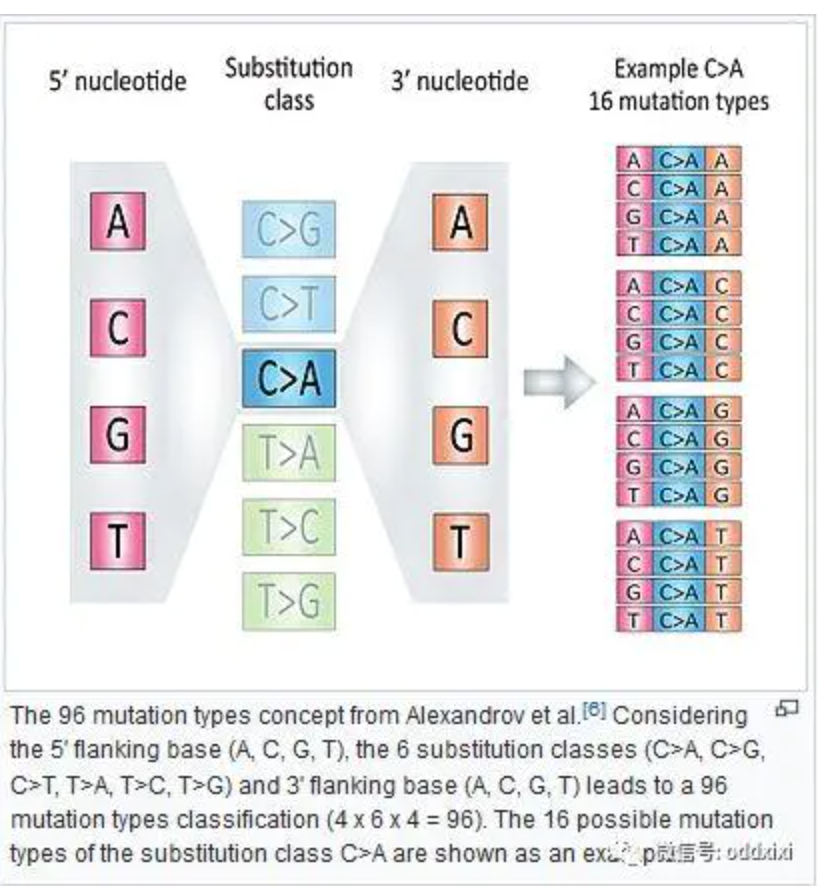 5' nucleotide
Substitution
class
3' nucleotide
Example C>A
16 mutation types
A
C
G
T
C>G
C>T
C>A
T>A
T>C
T>G
A
C
G
T
A C>A A
C C>A A
G C>A A
T C>A A
A C>A C
C C>A C
G C>A C
T C>A C
A C>A G
C C>A G
G C>A G
T C>A G
A C>A T
C C>A T
G C>A T
T C>A T
The 96 mutation types concept from Alexandrov et al.[6] Considering
the 5' flanking base (A, C, G, T), the 6 substitution classes (C>A, C>G,
C>T, T>A, T>C, T>G) and 3' flanking base (A, C, G, T) leads to a 96
mutation types classification (4 x 6 x 4 = 96). The 16 possible mutation
types of the substitution class C>A are shown as an
微信号: oddxixi